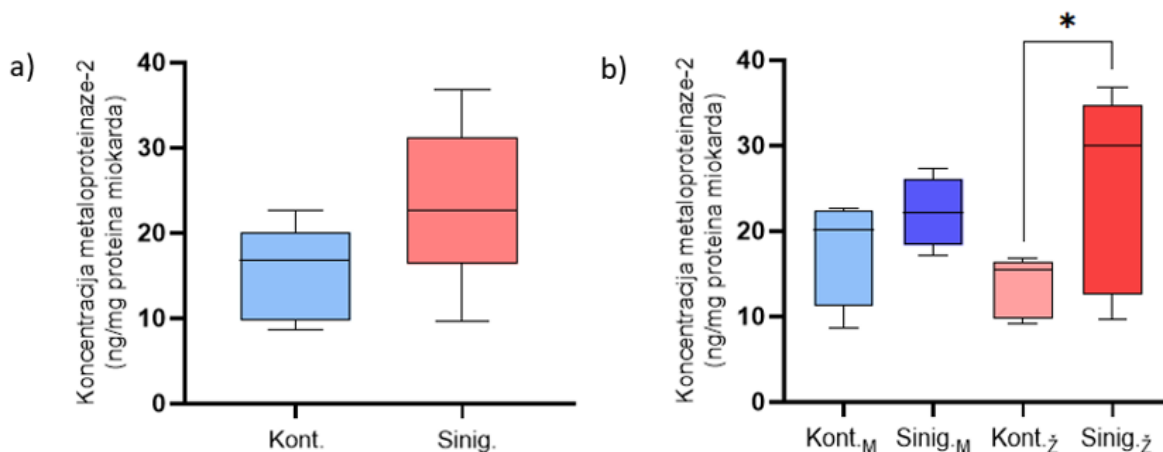 a)
Koncentracija metaloproteinaze-2
(ng/mg proteina miokarda)
40
30
20
10
0
Kont.
Sinig.
b)
Koncentracija metaloproteinaze-2
(ng/mg proteina miokarda)
40
30
20
10
0
*
Kont.M
Sinig.M
Kont.Ž
Sinig.Ž